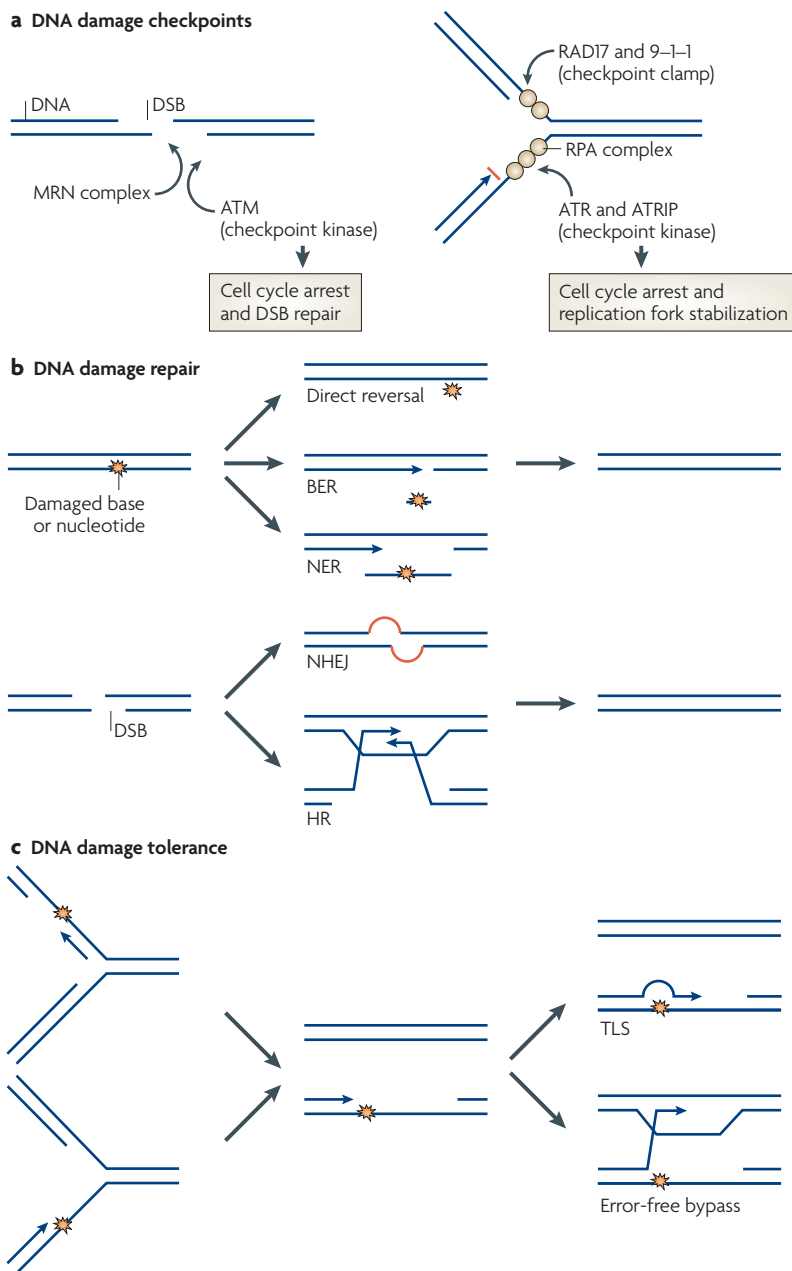 a DNA damage checkpoints
DNA
DSB
MRN complex
ATM
(checkpoint kinase)
Cell cycle arrest
and DSB repair
RAD17 and 9–1–1
(checkpoint clamp)
RPA complex
ATR and ATRIP
(checkpoint kinase)
Cell cycle arrest and
replication fork stabilization
b DNA damage repair
Damaged base
or nucleotide
Direct reversal
BER
NER
DSB
NHEJ
HR
c DNA damage tolerance
TLS
Error-free bypass